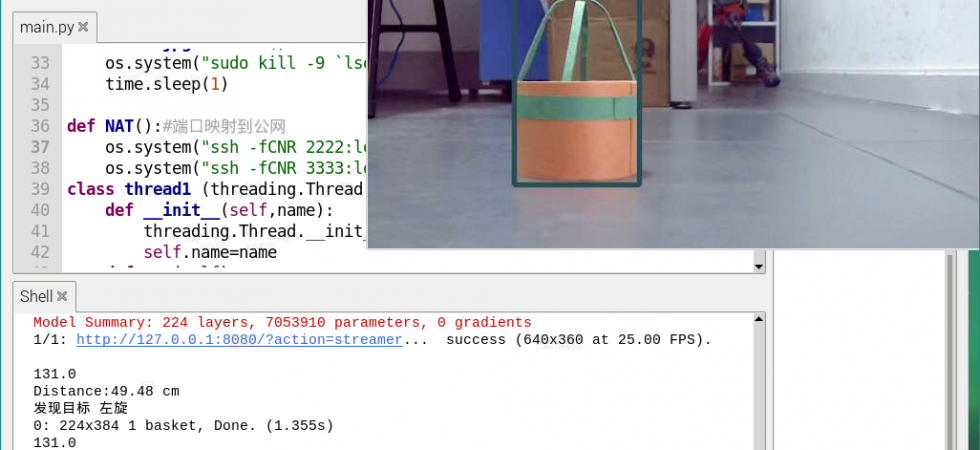 main.py
33 os.system("sudo kill -9 `
34 time.sleep(1)
35
36 def NAT():#端口映射到公网
37 os.system("ssh -fCNR 2222:
38 os.system("ssh -fCNR 3333:
39 class thread1 (threading.Thread
40 def __init__(self,name):
41 threading.Thread.__init_
42 self.name=name
Shell
Model Summary: 224 layers, 7053910 parameters, 0 gradients
1/1: http://127.0.0.1:8080/?action=streamer... success (640x360 at 25.00 FPS).
131.0
Distance:49.48 cm
发现目标 左旋
0: 224x384 1 basket, Done. (1.355s)
131.0